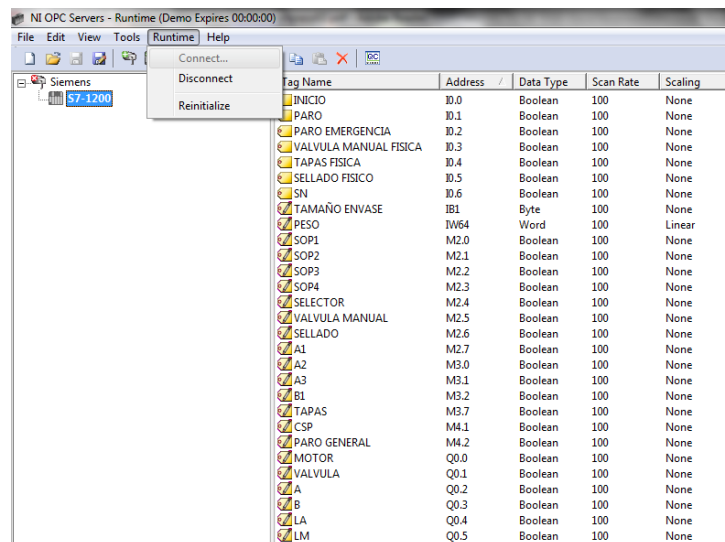 NI OPC Servers - Runtime (Demo Expires 00:00:00)
File Edit View Tools Runtime Help
Connect...
Disconnect
Reinitialize
Siemens
S7-1200
Tag Name Address Data Type Scan Rate Scaling
INICIO I0.0 Boolean 100 None
PARO I0.1 Boolean 100 None
PARO EMERGENCIA I0.2 Boolean 100 None
VALVULA MANUAL FISICA I0.3 Boolean 100 None
TAPAS FISICA I0.4 Boolean 100 None
SELLADO FISICO I0.5 Boolean 100 None
SN I0.6 Boolean 100 None
TAMAÑO ENVASE IB1 Byte 100 None
PESO IW64 Word 100 Linear
SOP1 M2.0 Boolean 100 None
SOP2 M2.1 Boolean 100 None
SOP3 M2.2 Boolean 100 None
SOP4 M2.3 Boolean 100 None
SELECTOR M2.4 Boolean 100 None
VALVULA MANUAL M2.5 Boolean 100 None
SELLADO M2.6 Boolean 100 None
A1 M2.7 Boolean 100 None
A2 M3.0 Boolean 100 None
A3 M3.1 Boolean 100 None
B1 M3.2 Boolean 100 None
TAPAS M3.7 Boolean 100 None
CSP M4.1 Boolean 100 None
PARO GENERAL M4.2 Boolean 100 None
MOTOR Q0.0 Boolean 100 None
VALVULA Q0.1 Boolean 100 None
A Q0.2 Boolean 100 None
B Q0.3 Boolean 100 None
LA Q0.4 Boolean 100 None
LM Q0.5 Boolean 100 None